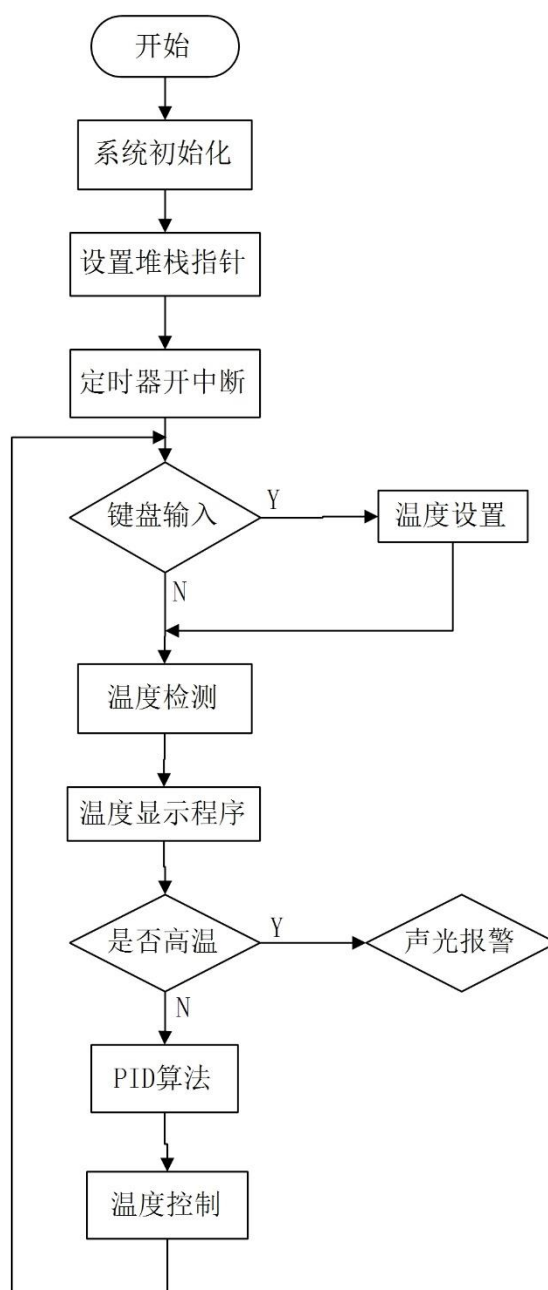 开始
系统初始化
设置堆栈指针
定时器开中断
键盘输入
Y
温度设置
N
温度检测
温度显示程序
是否高温
Y
声光报警
N
PID算法
温度控制